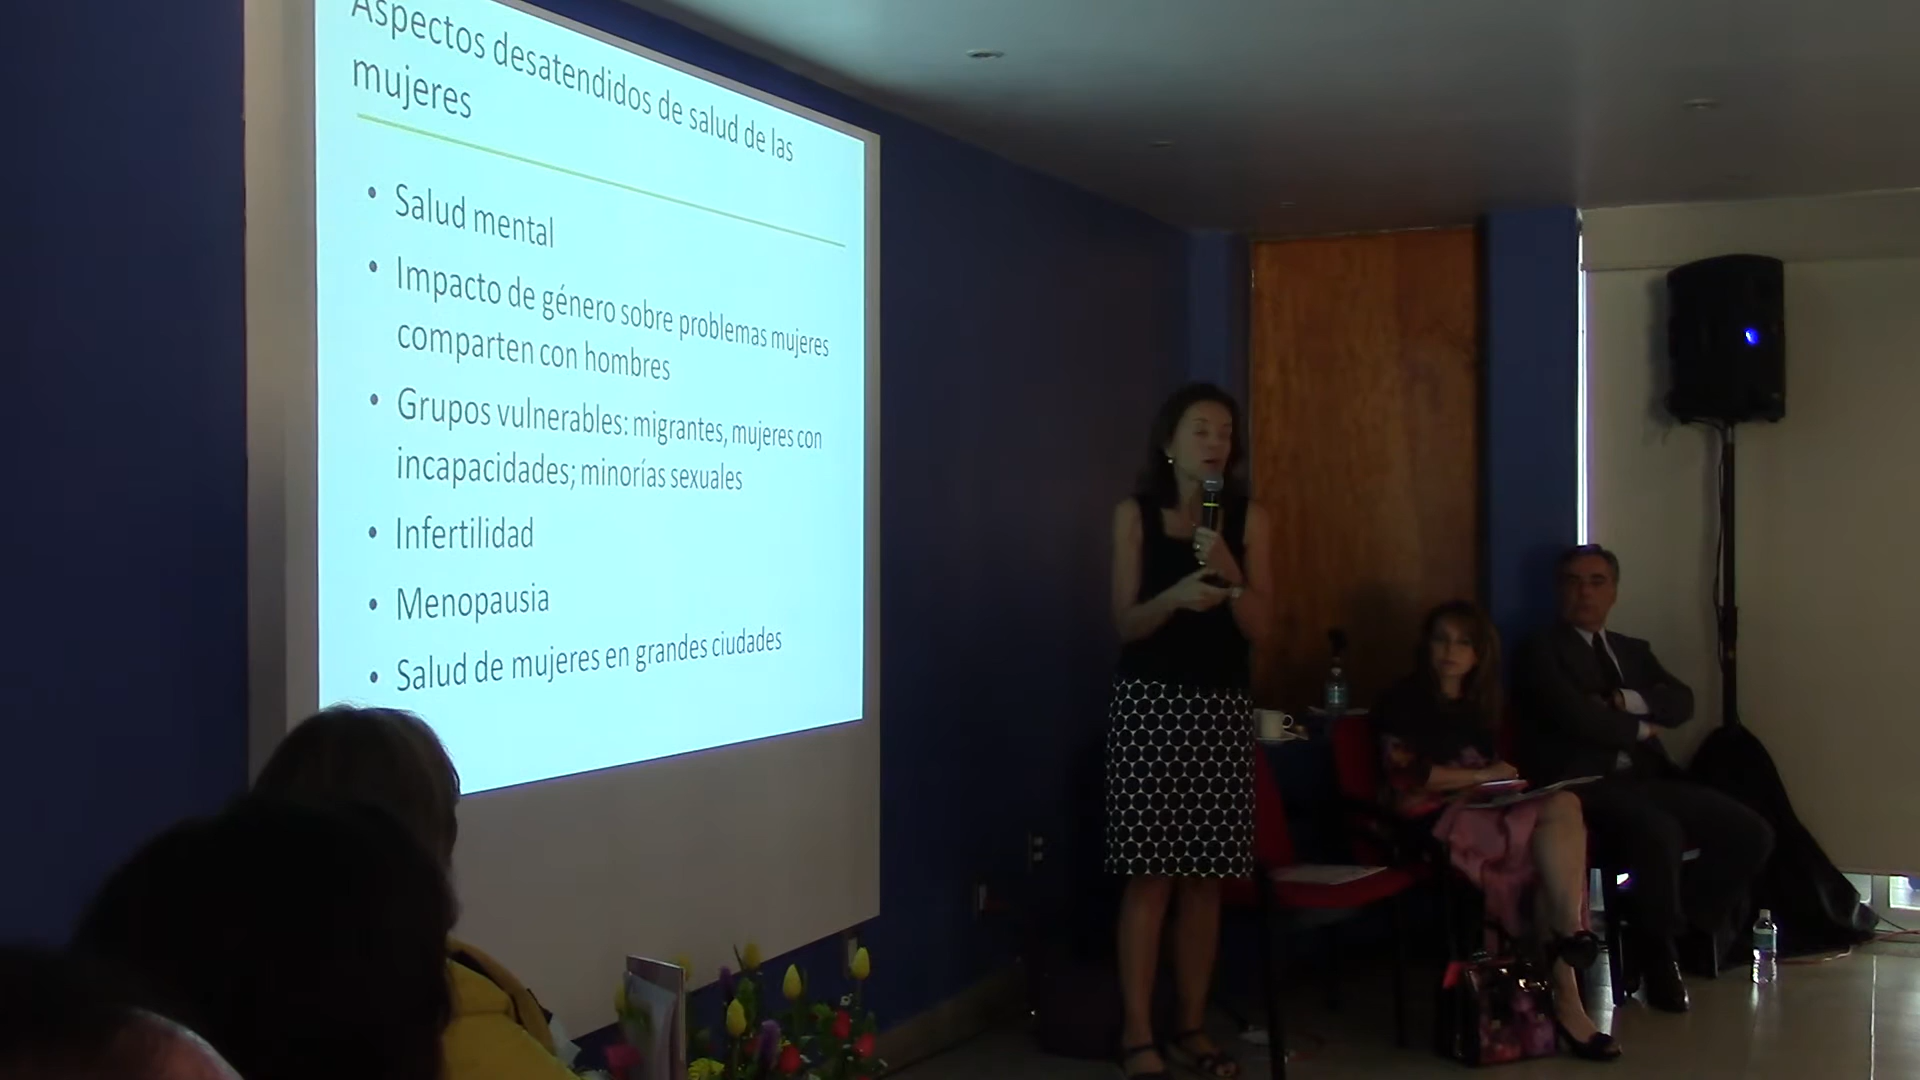 Aspectos desatendidos de salud de las
mujeres
• Salud mental
• Impacto de género sobre problemas mujeres
comparten con hombres
• Grupos vulnerables: migrantes, mujeres con
incapacidades; minorías sexuales
• Infertilidad
• Menopausia
• Salud de mujeres en grandes ciudades